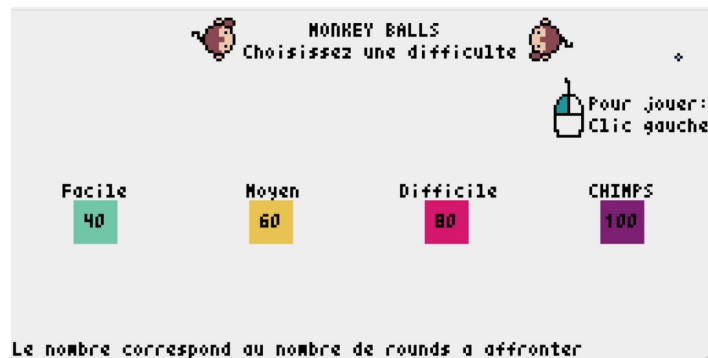 MONKEY BALLS
Choisissez une difficulte
Pour jouer:
Clic gauche
Facile Moyen Difficile CHIMPS
40 60 80 100
Le nombre correspond au nombre de rounds a affronter